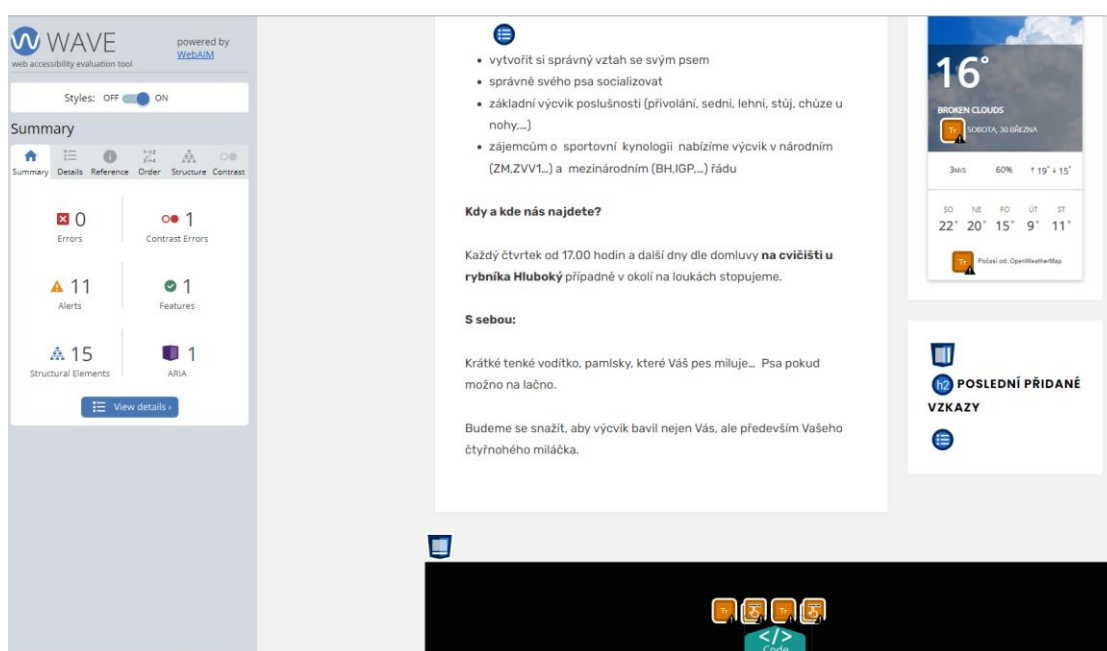 WAVE
powered by
WebAIM
web accessibility evaluation tool
Styles: OFF ON
Summary
Summary Details Reference Order Structure Contrast
0
Errors
1
Contrast Errors
11
Alerts
1
Features
15
Structural Elements
1
ARIA
View details ›
• vytvořit si správný vztah se svým psem
• správně svého psa socializovat
• základní výcvik poslušnosti (přivolání, sedni, lehni, stůj, chůze u
nohy,...)
• zájemcům o sportovní kynologii nabízíme výcvik v národním
(ZM,ZVV1...) a mezinárodním (BH,IGP,...) řádu
Kdy a kde nás najdete?
Každý čtvrtek od 17.00 hodin a další dny dle domluvy na cvičišti u
rybníka Hluboký případně v okolí na loukách stopujeme.
S sebou:
Krátké tenké vodítko, pamlsky, které Váš pes miluje... Psa pokud
možno na lačno.
Budeme se snažit, aby výcvik bavil nejen Vás, ale především Vašeho
čtyřnohého miláčka.
16°
BROKEN CLOUDS
SOBOTA, 30 BŘEZNA
3M/S 60% ↑ 19° ↓ 15°
SO NE PO ÚT ST
22° 20° 15° 9° 11°
Počasí od: OpenWeatherMap
h2 POSLEDNÍ PŘIDANÉ
VZKAZY
</>
Code